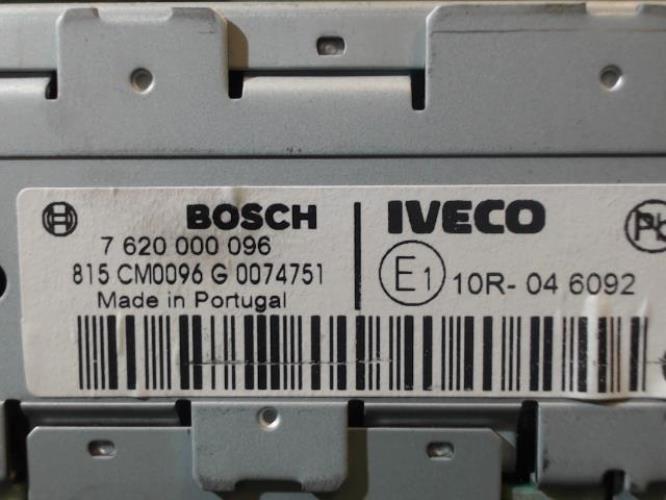 BOSCH
7 620 000 096
815 CM0096 G 0074751
Made in Portugal
IVECO
E1 10R- 04 6092
Pb